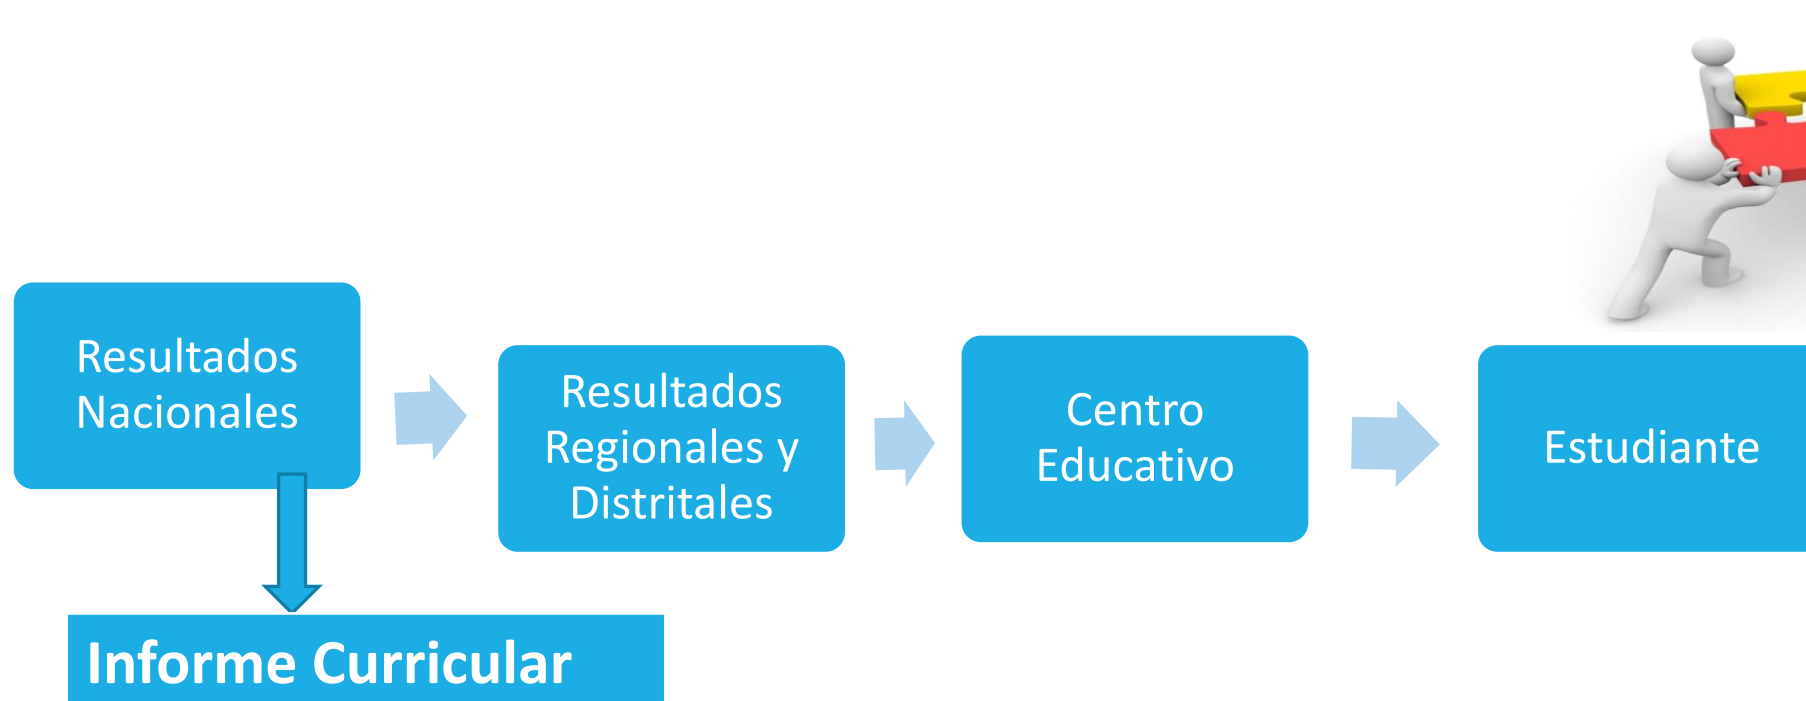 Resultados
Nacionales
Resultados
Regionales y
Distritales
Centro
Educativo
Estudiante
Informe Curricular